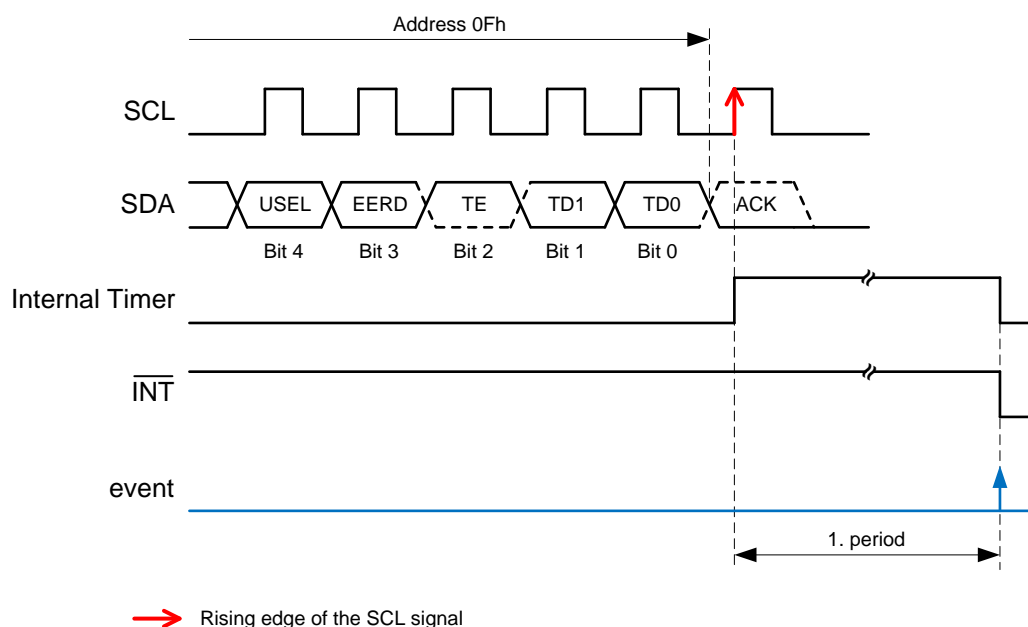 Address 0Fh
SCL
SDA
USEL
EERD
TE
TD1
TD0
ACK
Bit 4
Bit 3
Bit 2
Bit 1
Bit 0
Internal Timer
INT
event
1. period
Rising edge of the SCL signal